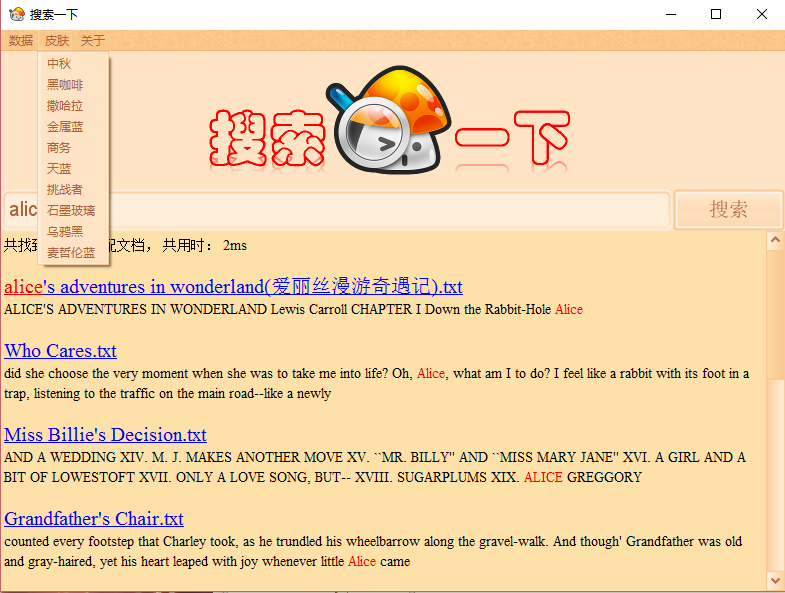 搜索一下
数据 皮肤 关于
中秋
黑咖啡
撒哈拉
金属蓝
商务
天蓝
挑战者
石墨玫瑰
乌鸦黑
麦哲伦蓝
搜索 一下
alic
搜索
共找到 配文档， 共用时： 2ms
alice's adventures in wonderland(爱丽丝漫游奇遇记).txt
ALICE'S ADVENTURES IN WONDERLAND Lewis Carroll CHAPTER I Down the Rabbit-Hole Alice
Who Cares.txt
did she choose the very moment when she was to take me into life? Oh, Alice, what am I to do? I feel like a rabbit with its foot in a
trap, listening to the traffic on the main road--like a newly
Miss Billie's Decision.txt
AND A WEDDING XIV. M. J. MAKES ANOTHER MOVE XV. ``MR. BILLY'' AND ``MISS MARY JANE'' XVI. A GIRL AND A
BIT OF LOWESTOFT XVII. ONLY A LOVE SONG, BUT-- XVIII. SUGARPLUMS XIX. ALICE GREGGORY
Grandfather's Chair.txt
counted every footstep that Charley took, as he trundled his wheelbarrow along the gravel-walk. And though' Grandfather was old
and gray-haired, yet his heart leaped with joy whenever little Alice came